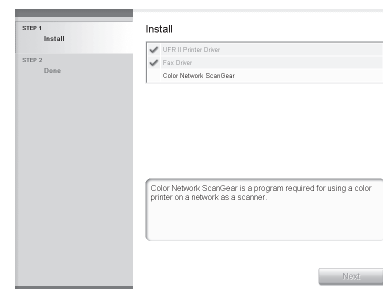 STEP 1
Install
STEP 2
Done
Install
UFR II Printer Driver
Fax Driver
Color Network ScanGear
Color Network ScanGear is a program required for using a color
printer on a network as a scanner.
Next